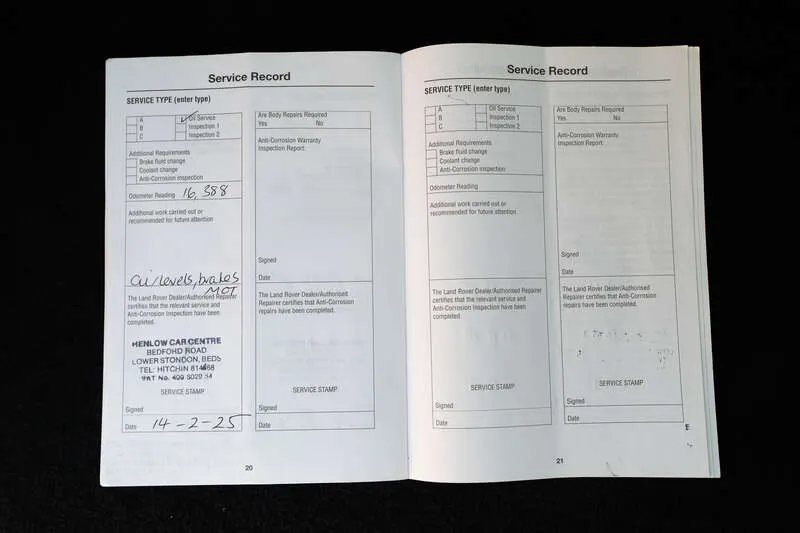 Service Record
SERVICE TYPE (enter type)
A
B
C
Oil Service
Inspection 1
Inspection 2
Additional Requirements
Brake fluid change
Coolant change
Anti-Corrosion inspection
Odometer Reading 16,388
Additional work carried out or
recommended for future attention
Oil/levels, brakes
MOT
The Land Rover Dealer/Authorised Repairer
certifies that the relevant service and
Anti-Corrosion Inspection have been
completed.
HENLOW CAR CENTRE
BEDFORD ROAD
LOWER STONDON, BEDS
TEL: HITCHIN
VAT No.
SERVICE STAMP
Signed
Date 14-2-25
Are Body Repairs Required
Yes No
Anti-Corrosion Warranty
Inspection Report:
Signed
Date
The Land Rover Dealer/Authorised
Repairer certifies that Anti-Corrosion
repairs have been completed.
SERVICE STAMP
Signed
Date
20
Service Record
SERVICE TYPE (enter type)
A
B
C
Oil Service
Inspection 1
Inspection 2
Additional Requirements
Brake fluid change
Coolant change
Anti-Corrosion inspection
Odometer Reading
Additional work carried out or
recommended for future attention
The Land Rover Dealer/Authorised Repairer
certifies that the relevant service and
Anti-Corrosion Inspection have been
completed.
SERVICE STAMP
Signed
Date
Are Body Repairs Required
Yes No
Anti-Corrosion Warranty
Inspection Report:
Signed
Date
The Land Rover Dealer/Authorised
Repairer certifies that Anti-Corrosion
repairs have been completed.
SERVICE STAMP
Signed
Date
21